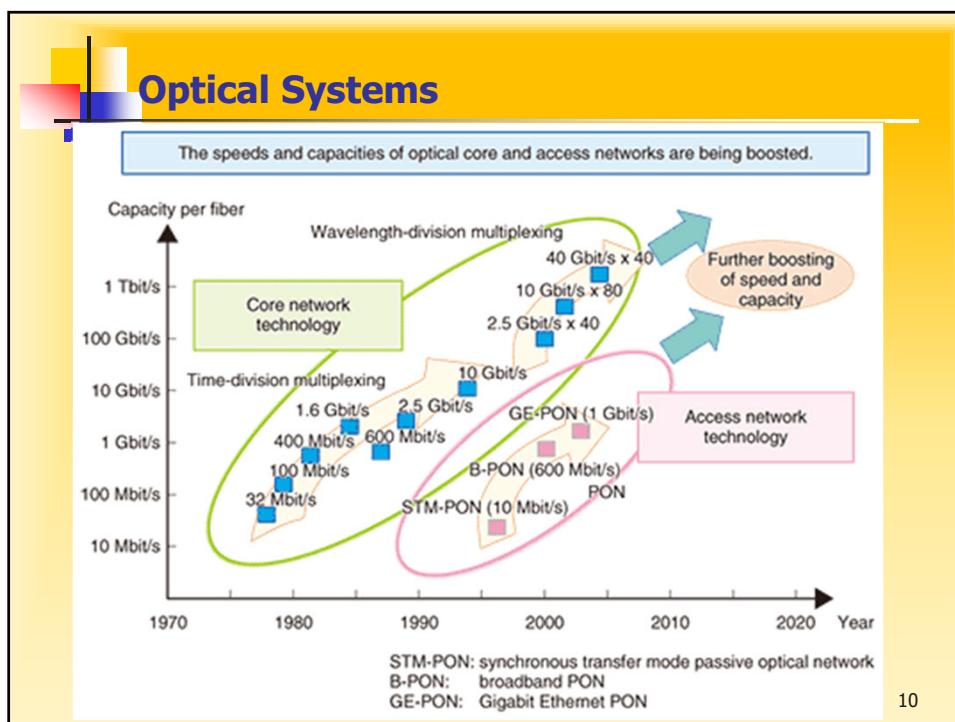 Optical Systems
The speeds and capacities of optical core and access networks are being boosted.
Capacity per fiber
Wavelength-division multiplexing
40 Gbit/s x 40
Further boosting
of speed and
capacity
1 Tbit/s
10 Gbit/s x 80
Core network
technology
2.5 Gbit/s x 40
100 Gbit/s
Time-division multiplexing
10 Gbit/s
10 Gbit/s
1.6 Gbit/s
2.5 Gbit/s
GE-PON (1 Gbit/s)
Access network
technology
1 Gbit/s
400 Mbit/s
600 Mbit/s
100 Mbit/s
B-PON (600 Mbit/s)
PON
100 Mbit/s
32 Mbit/s
STM-PON (10 Mbit/s)
10 Mbit/s
1970 1980 1990 2000 2010 2020 Year
STM-PON: synchronous transfer mode passive optical network
B-PON: broadband PON
GE-PON: Gigabit Ethernet PON
10